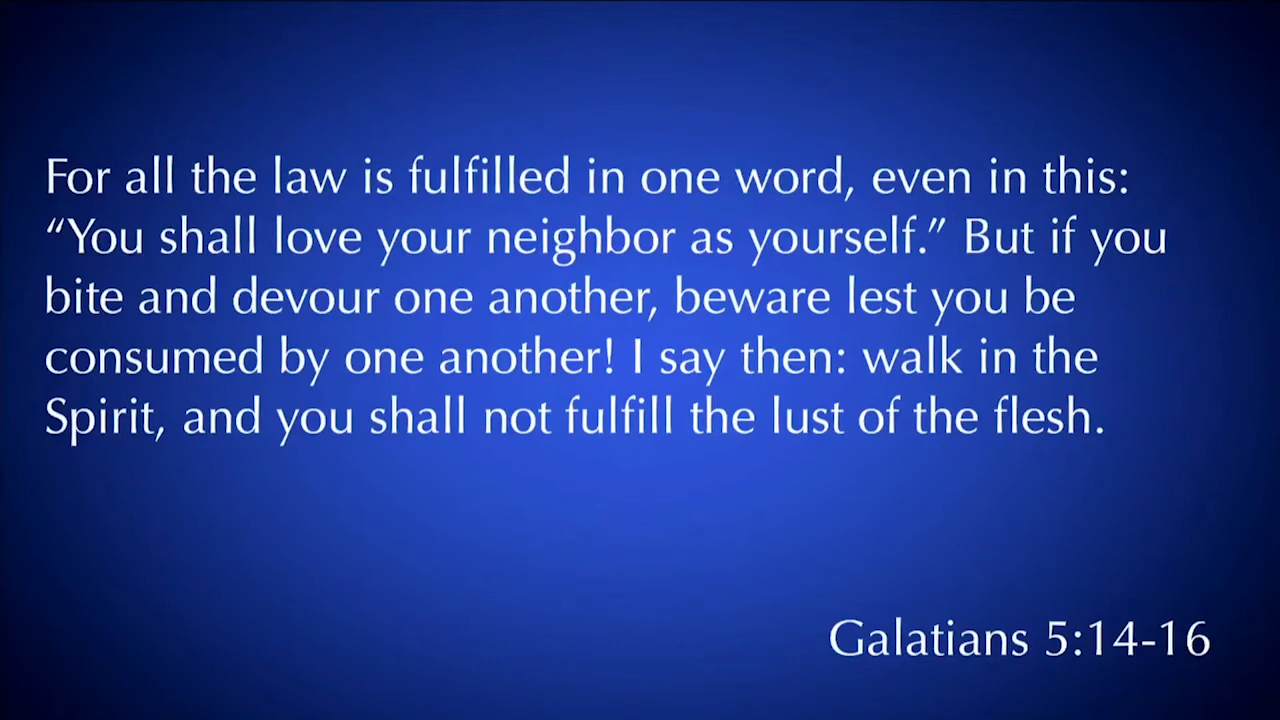 For all the law is fulfilled in one word, even in this:
“You shall love your neighbor as yourself.” But if you
bite and devour one another, beware lest you be
consumed by one another! I say then: walk in the
Spirit, and you shall not fulfill the lust of the flesh.
Galatians 5:14-16